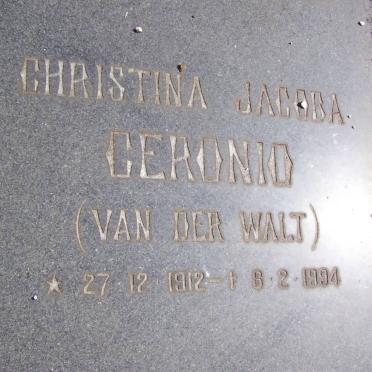 CHRISTINA JACOBA
CERONIO
(VAN DER WALT)
* 27·12·1912 – † 6·2·1994